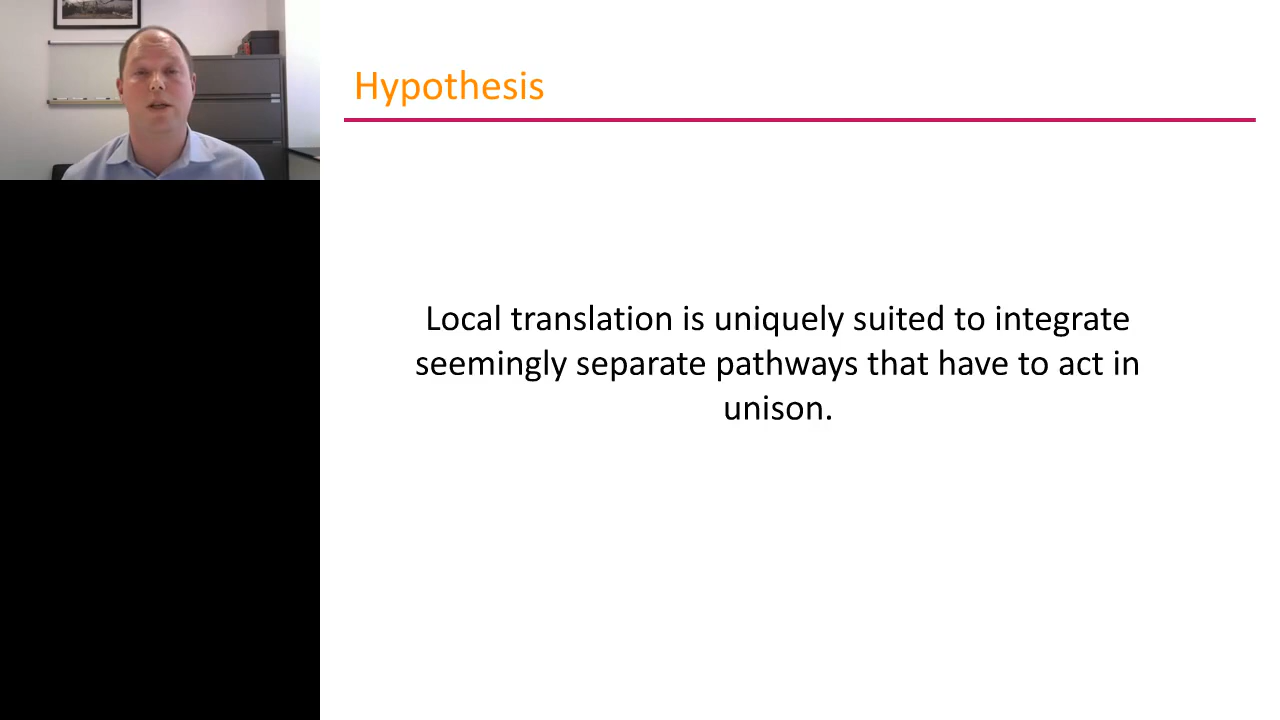 Hypothesis
Local translation is uniquely suited to integrate
seemingly separate pathways that have to act in
unison.